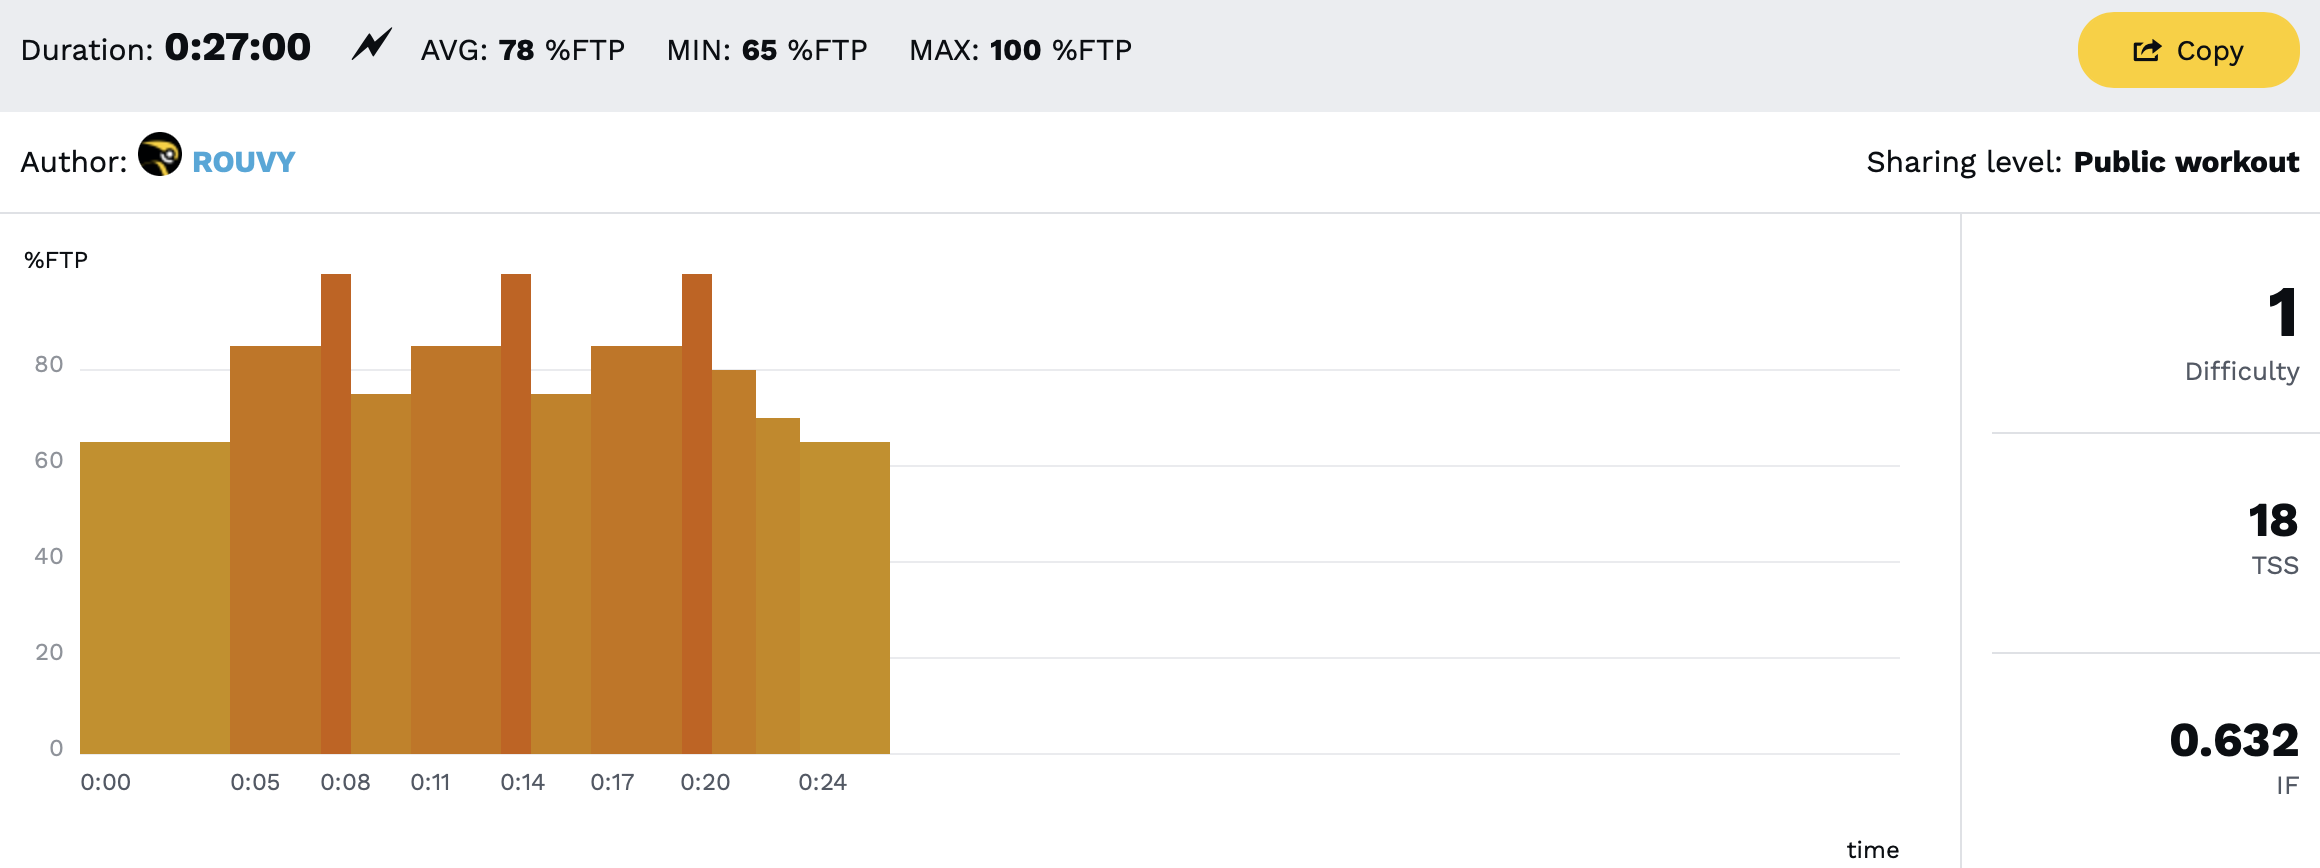 Duration: 0:27:00 AVG: 78 %FTP MIN: 65 %FTP MAX: 100 %FTP Copy
Author: ROUVY Sharing level: Public workout
%FTP
80
60
40
20
0
0:00 0:05 0:08 0:11 0:14 0:17 0:20 0:24
time
1
Difficulty
18
TSS
0.632
IF